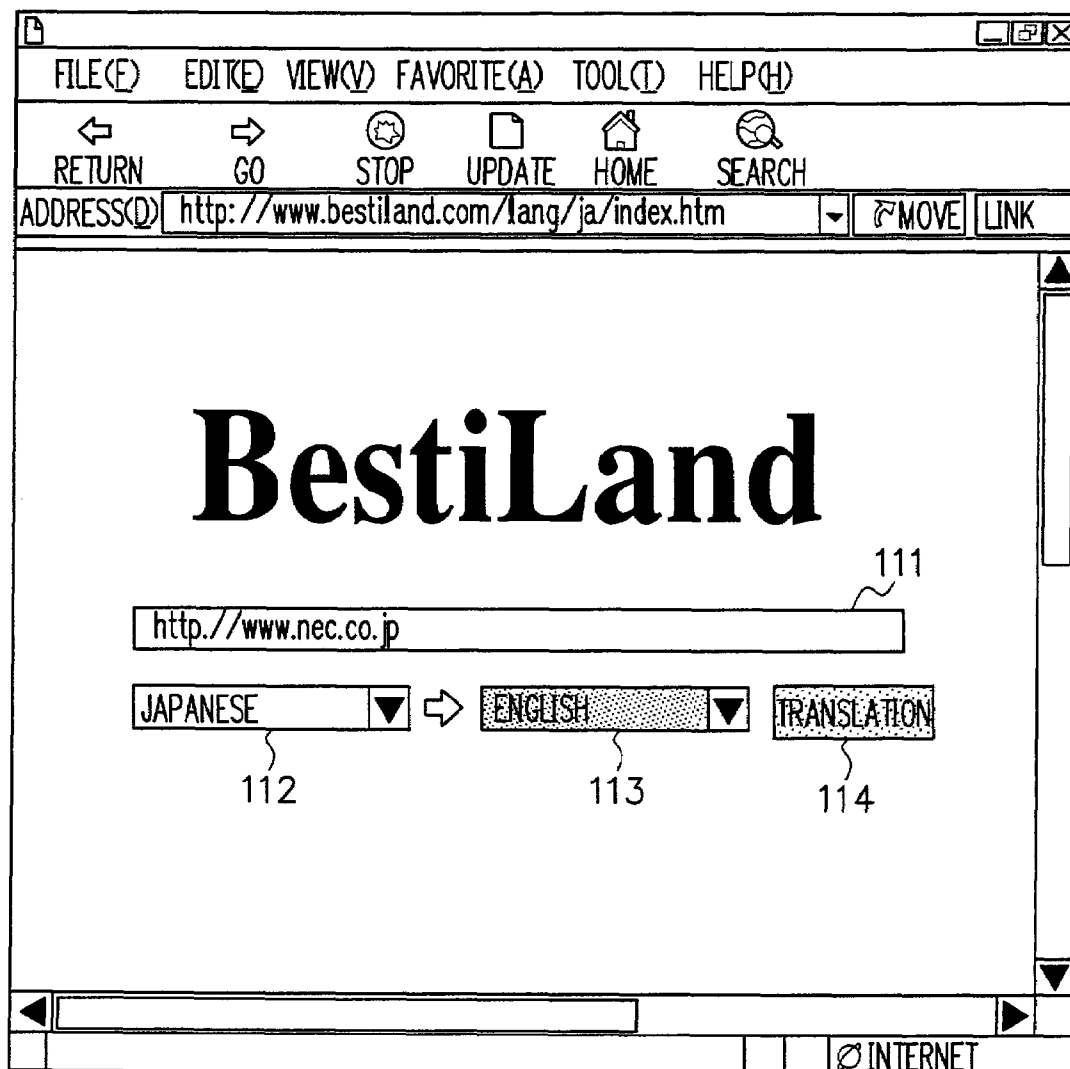 FILE(F) EDIT(E) VIEW(V) FAVORITE(A) TOOL(T) HELP(H)
RETURN GO STOP UPDATE HOME SEARCH
ADDRESS(D) http://www.bestiland.com/lang/ja/index.htm MOVE LINK
BestiLand
111
http.//www.nec.co.jp
JAPANESE ENGLISH TRANSLATION
112 113 114
INTERNET